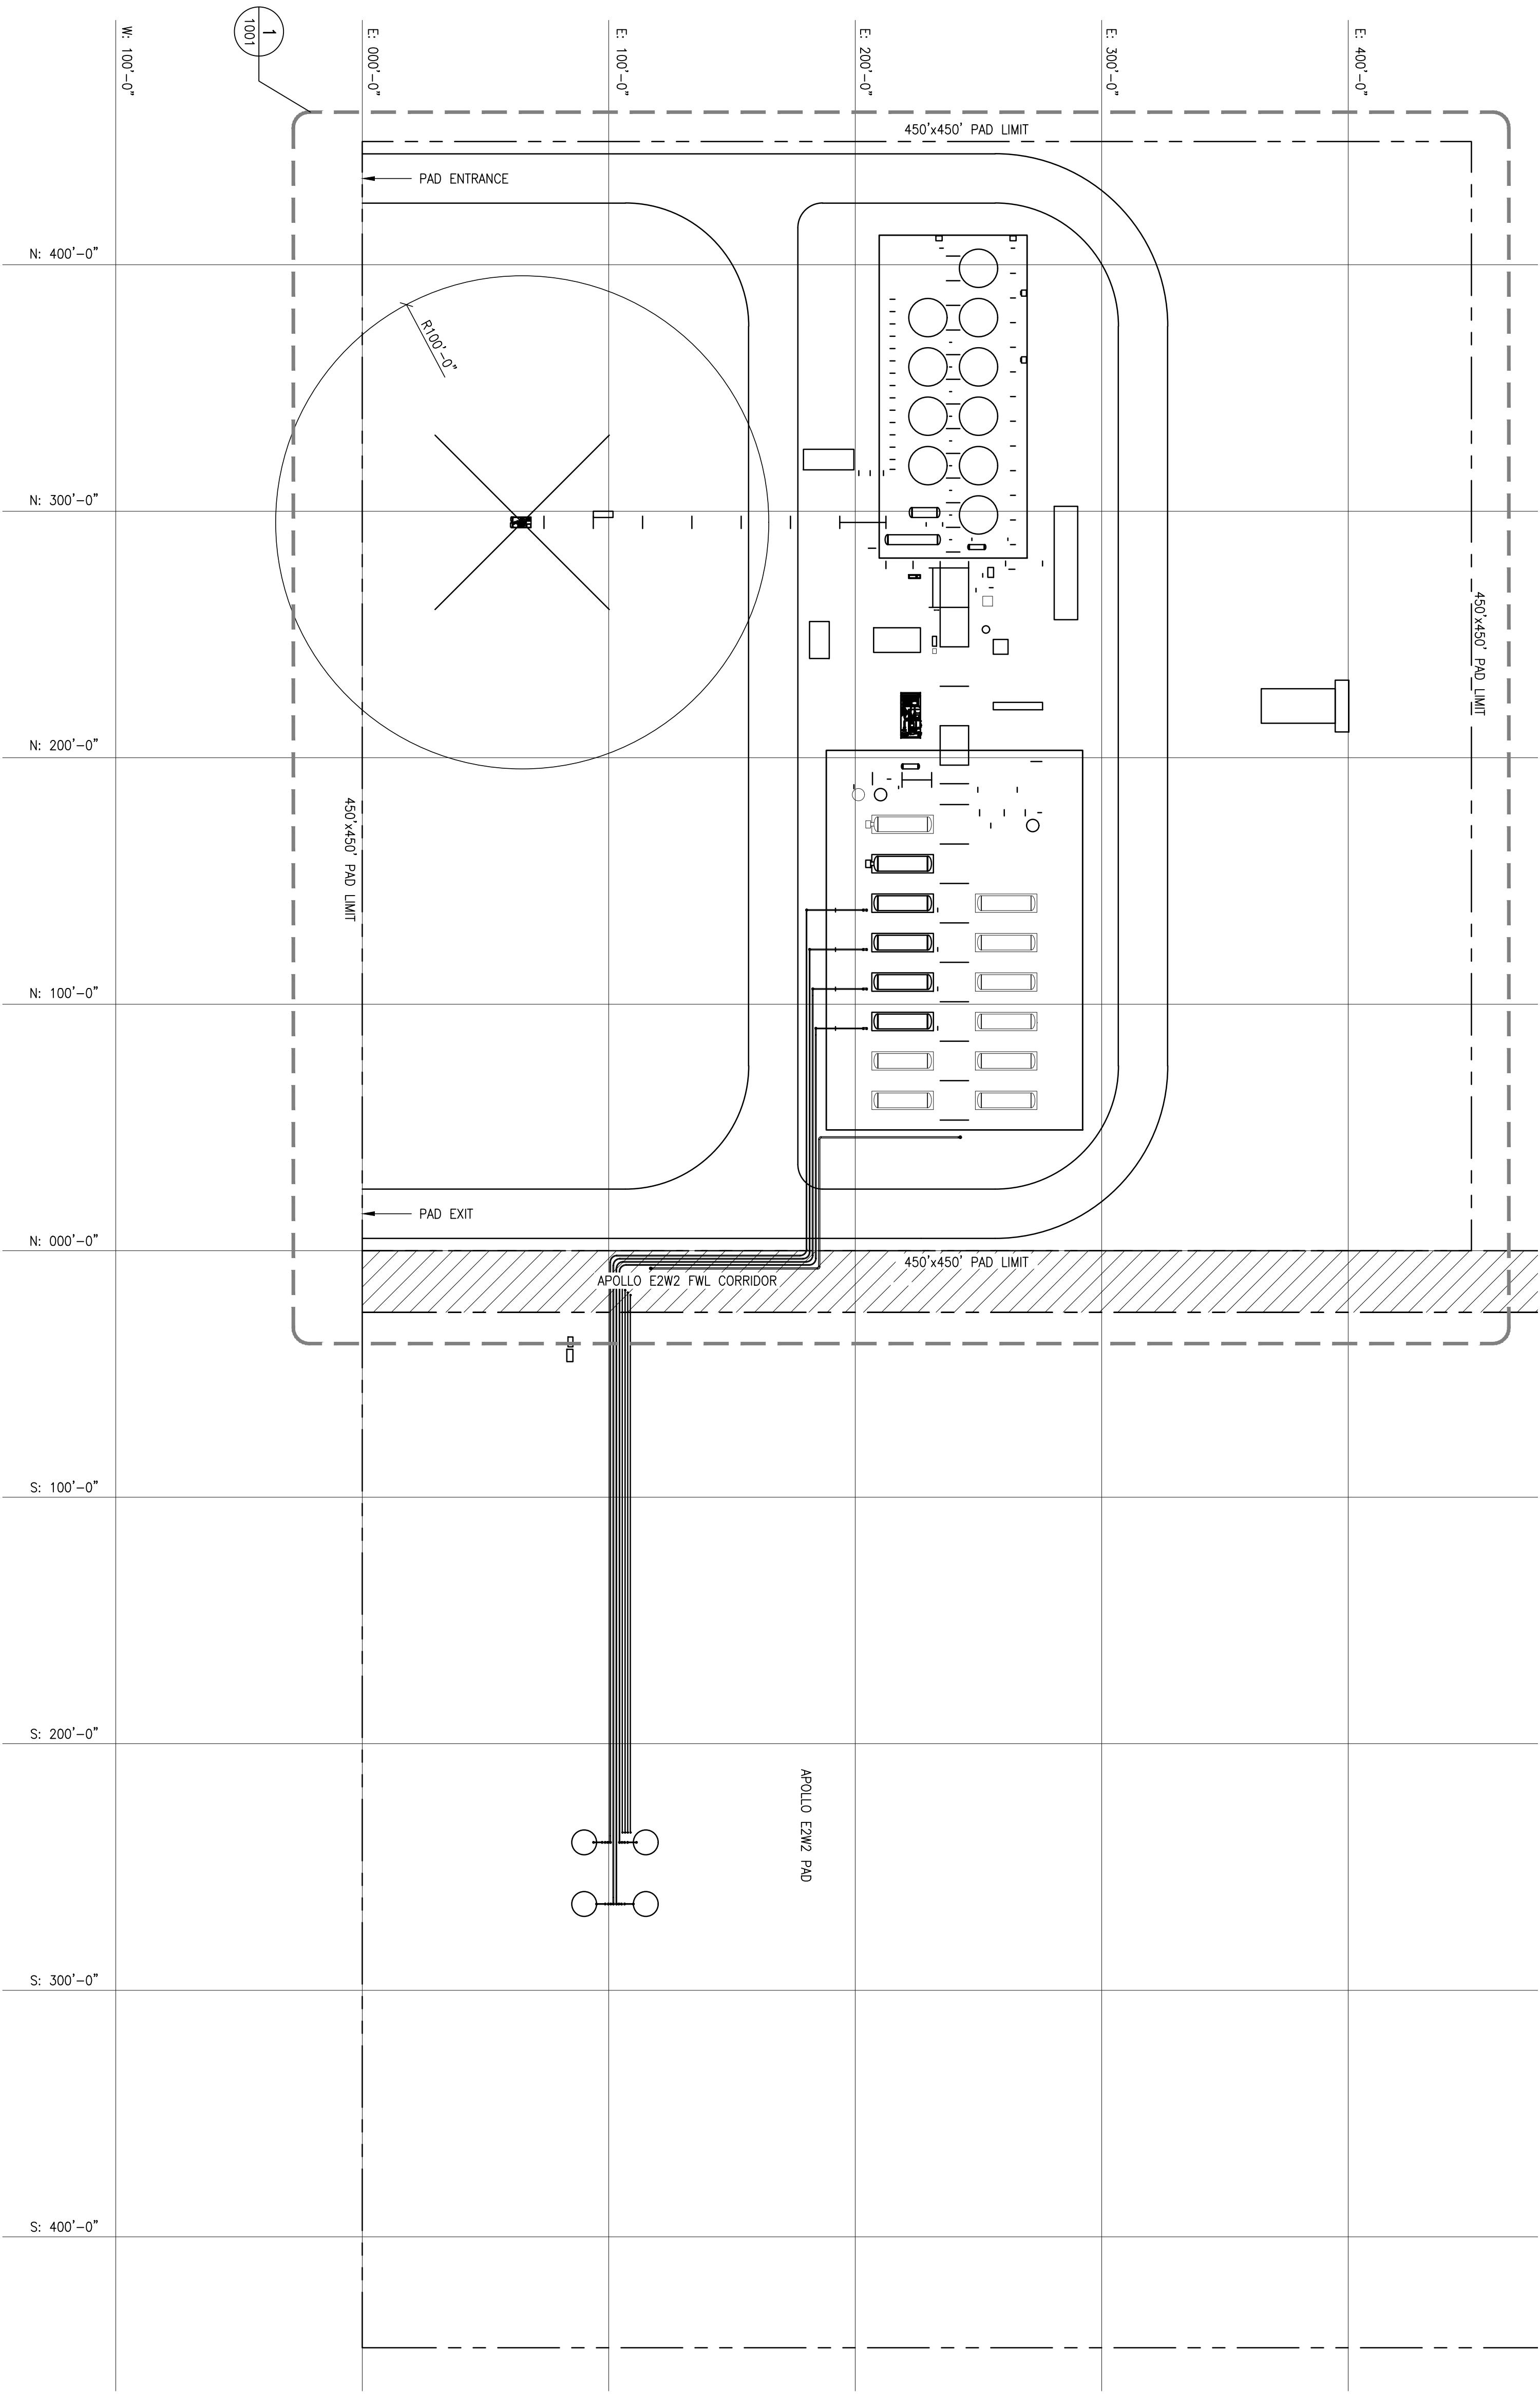 1
1001
W: 100'-0"
E: 000'-0"
E: 100'-0"
E: 200'-0"
E: 300'-0"
E: 400'-0"
450'x450' PAD LIMIT
PAD ENTRANCE
N: 400'-0"
R100'-0"
N: 300'-0"
450'x450' PAD LIMIT
N: 200'-0"
450'x450' PAD LIMIT
N: 100'-0"
PAD EXIT
N: 000'-0"
450'x450' PAD LIMIT
APOLLO E2W2 FWL CORRIDOR
S: 100'-0"
S: 200'-0"
APOLLO E2W2 PAD
S: 300'-0"
S: 400'-0"